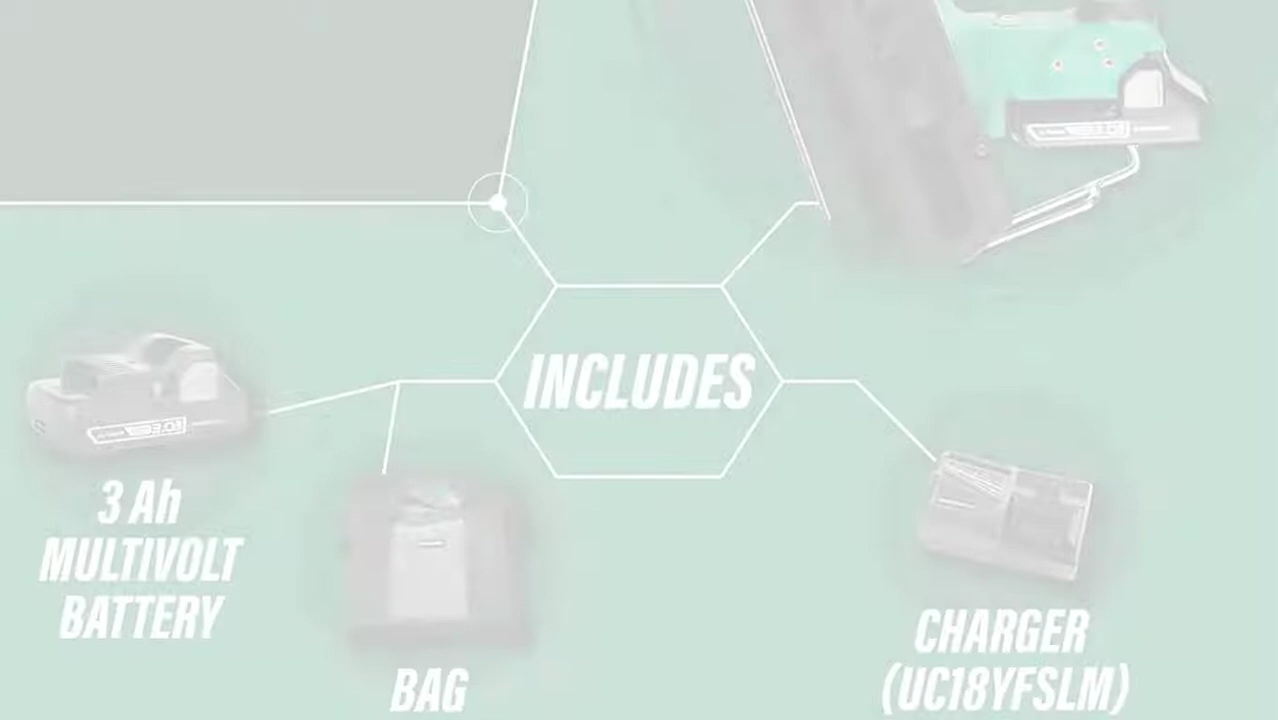 INCLUDES
3 Ah
MULTIVOLT
BATTERY
BAG
CHARGER
(UC18YFSLM)